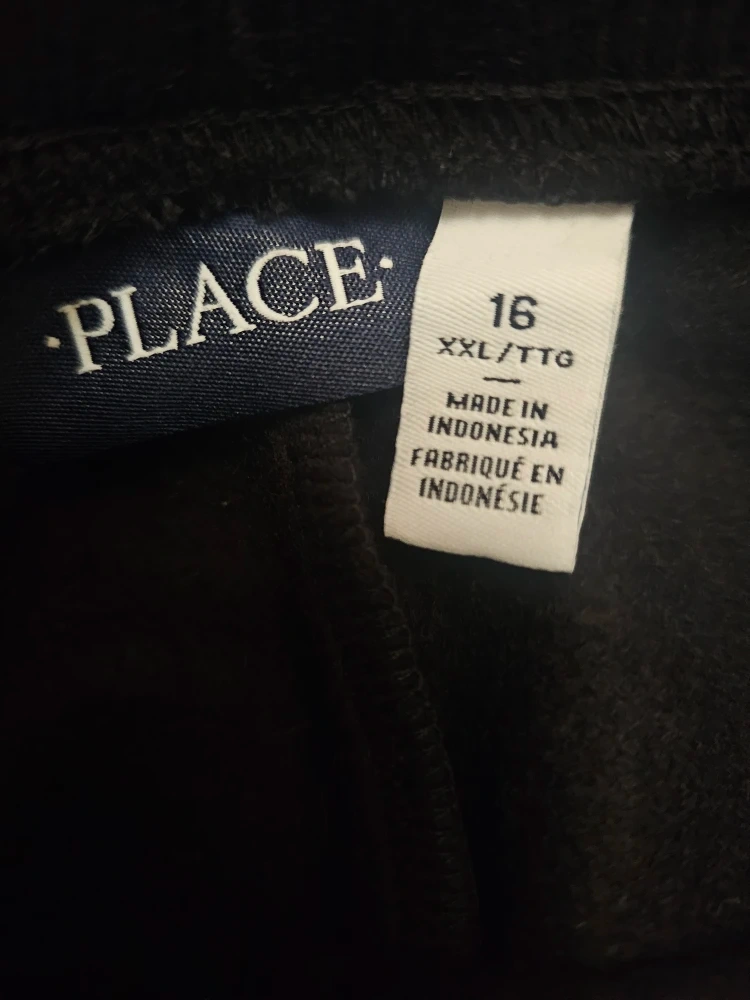 ·PLACE·
16
XXL/TTG
—
MADE IN
INDONESIA
FABRIQUÉ EN
INDONÉSIE